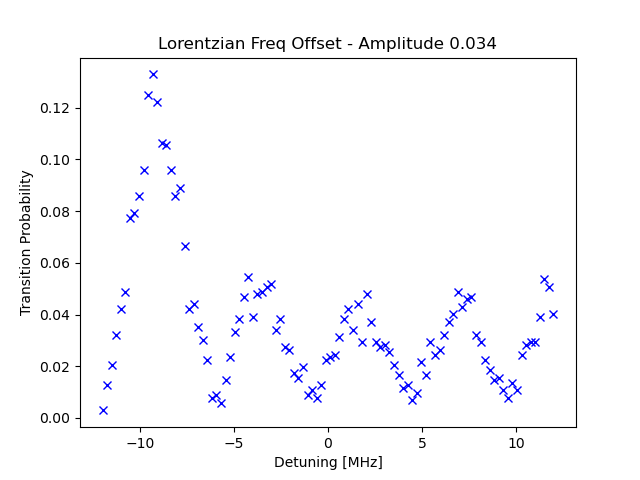 Lorentzian Freq Offset - Amplitude 0.034
Transition Probability
0.12
0.10
0.08
0.06
0.04
0.02
0.00
−10 −5 0 5 10
Detuning [MHz]